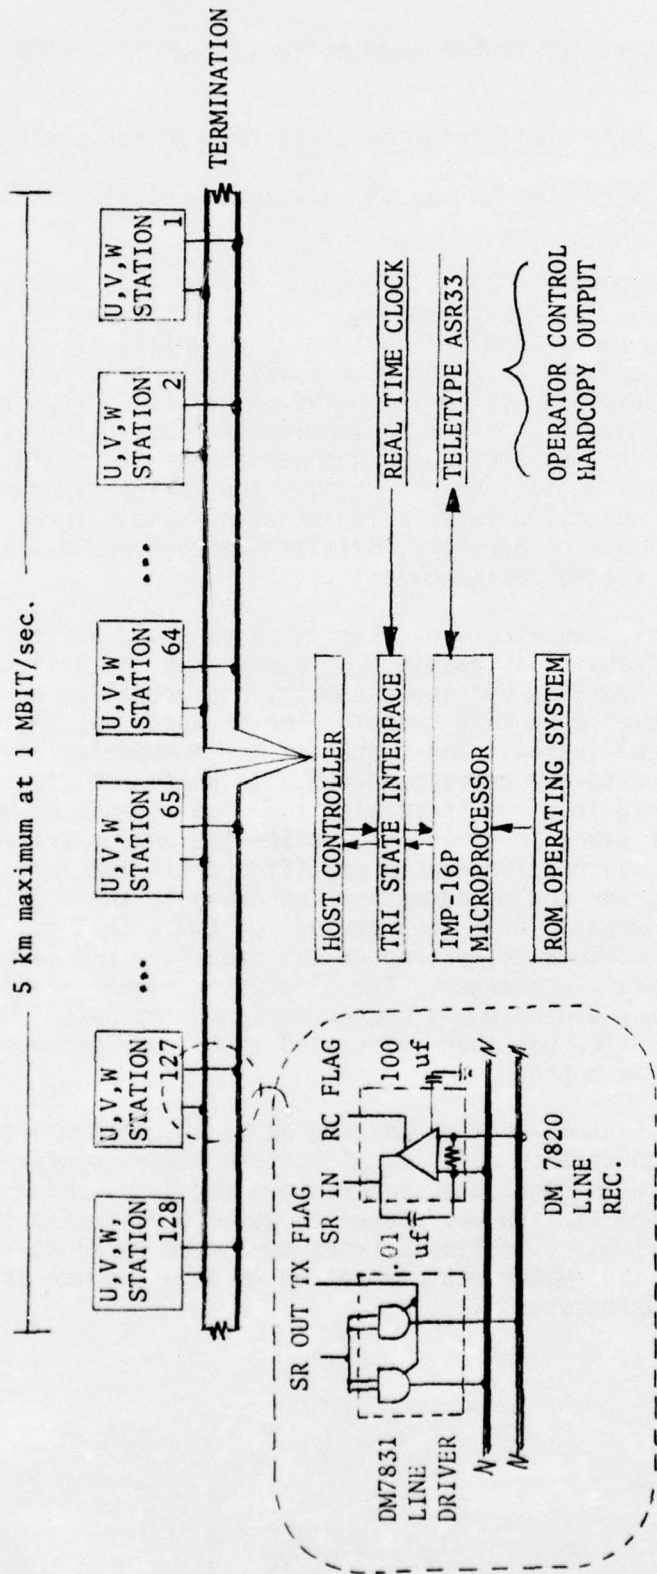 5 km maximum at 1 MBIT/sec.
U,V,W,
STATION
128
U,V,W
STATION
127
...
U,V,W
STATION
65
U,V,W
STATION
64
...
U,V,W
STATION
2
U,V,W
STATION
1
TERMINATION
HOST CONTROLLER
TRI STATE INTERFACE
IMP-16P
MICROPROCESSOR
ROM OPERATING SYSTEM
REAL TIME CLOCK
TELETYPE ASR33
OPERATOR CONTROL
HARDCOPY OUTPUT
SR OUT TX FLAG
SR IN RC FLAG
DM7831
LINE
DRIVER
.01
uf
100
uf
DM 7820
LINE
REC.